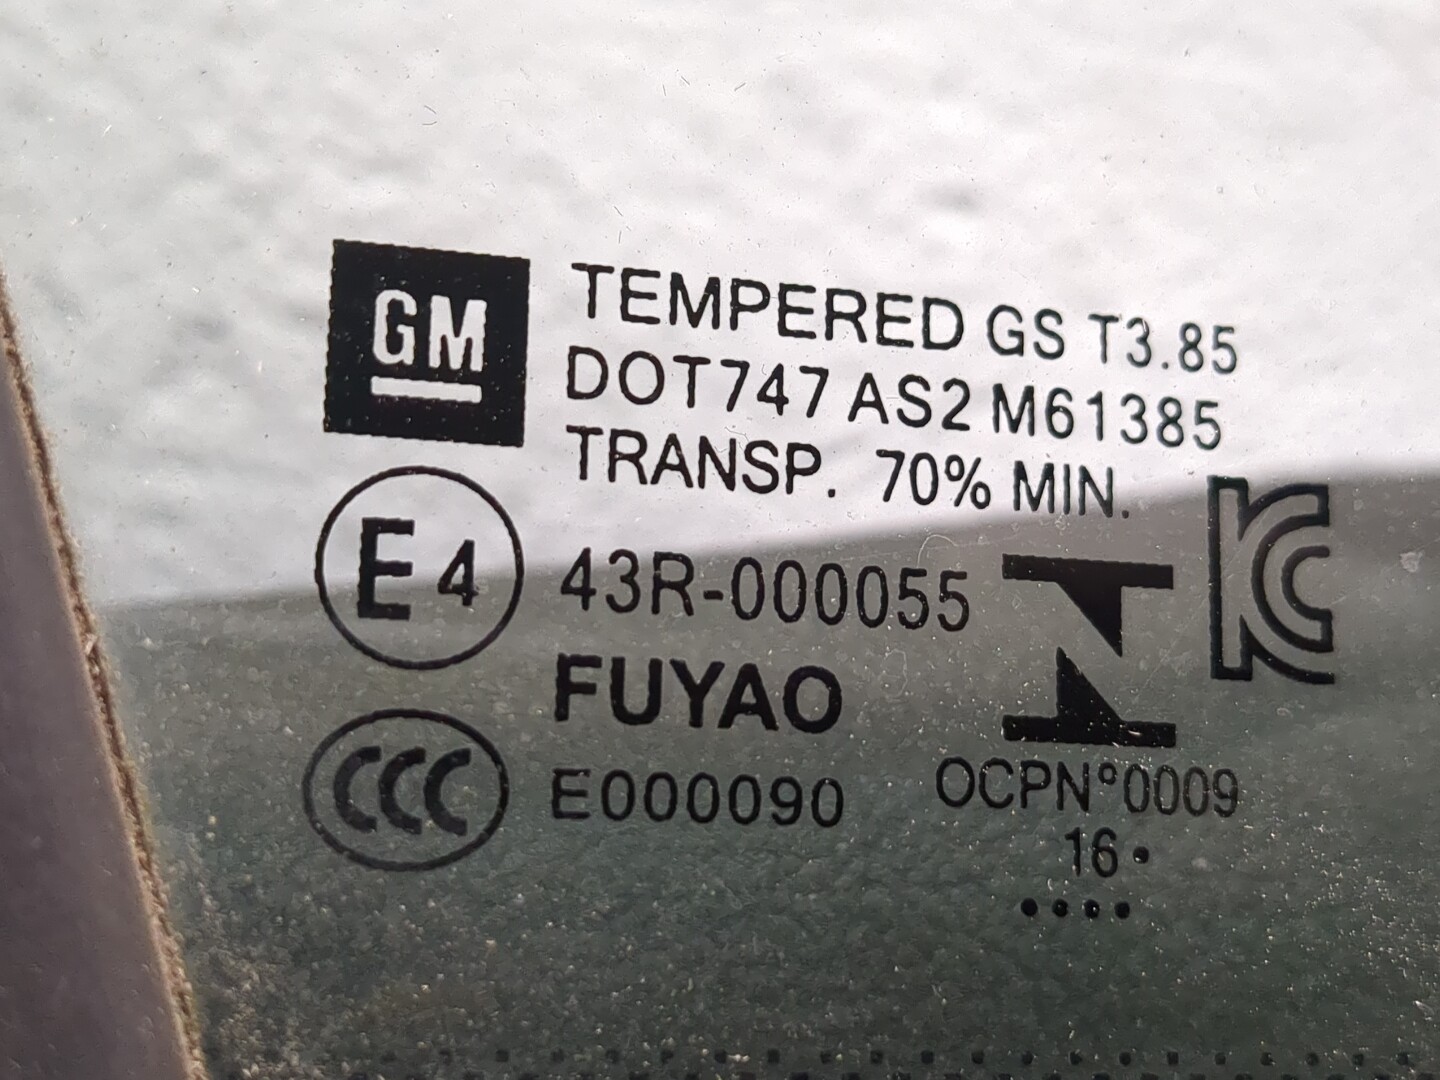 GM
TEMPERED GS T3.85
DOT747 AS2 M61385
TRANSP. 70% MIN.
E4
43R-000055
KC
FUYAO
CCC
E000090
N
OCPN°0009
16•
••••